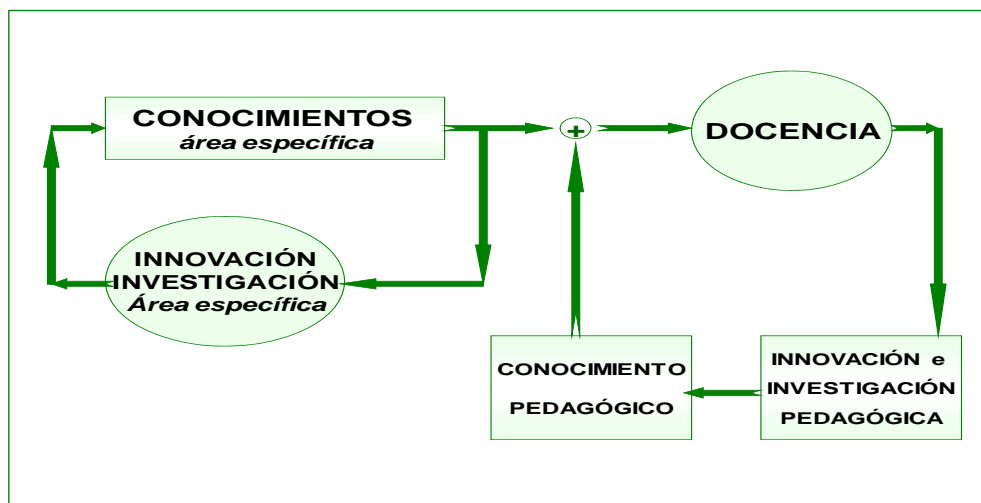 CONOCIMIENTOS
área específica
+
DOCENCIA
INNOVACIÓN
INVESTIGACIÓN
Área específica
CONOCIMIENTO
PEDAGÓGICO
INNOVACIÓN e
INVESTIGACIÓN
PEDAGÓGICA